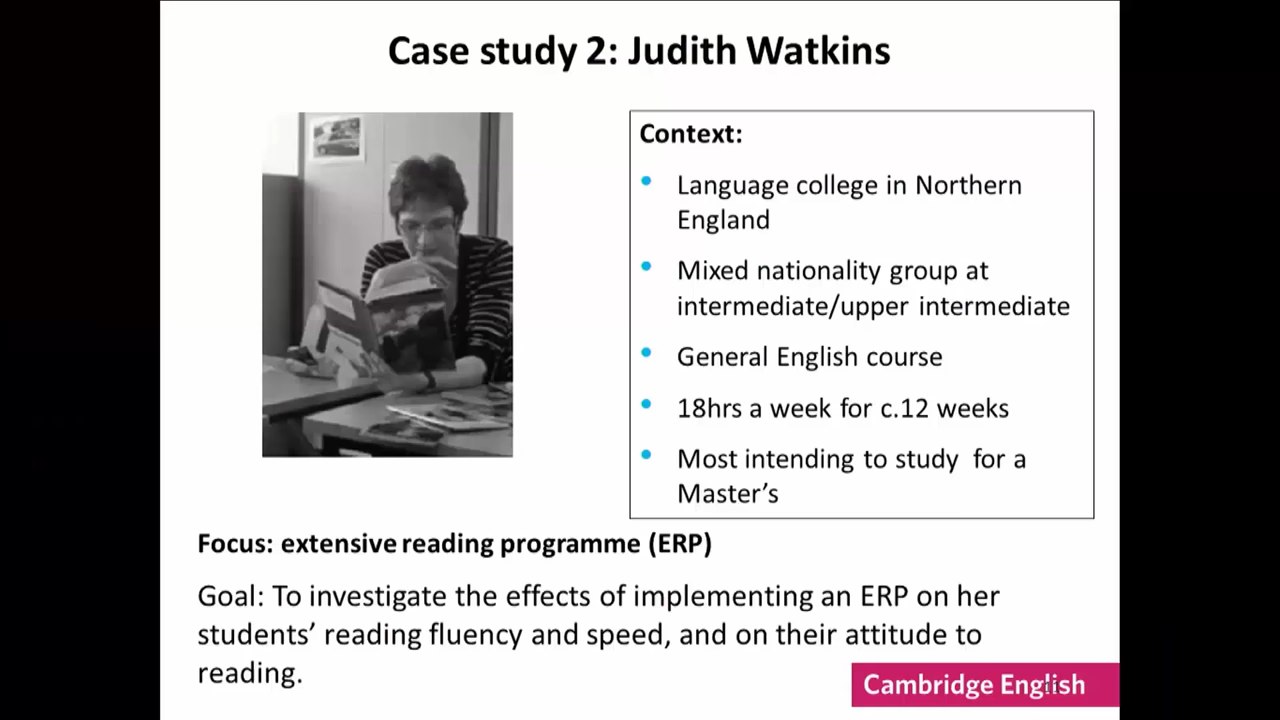 Case study 2: Judith Watkins
Context:
• Language college in Northern
England
• Mixed nationality group at
intermediate/upper intermediate
• General English course
• 18hrs a week for c.12 weeks
• Most intending to study for a
Master's
Focus: extensive reading programme (ERP)
Goal: To investigate the effects of implementing an ERP on her
students' reading fluency and speed, and on their attitude to
reading.
Cambridge English